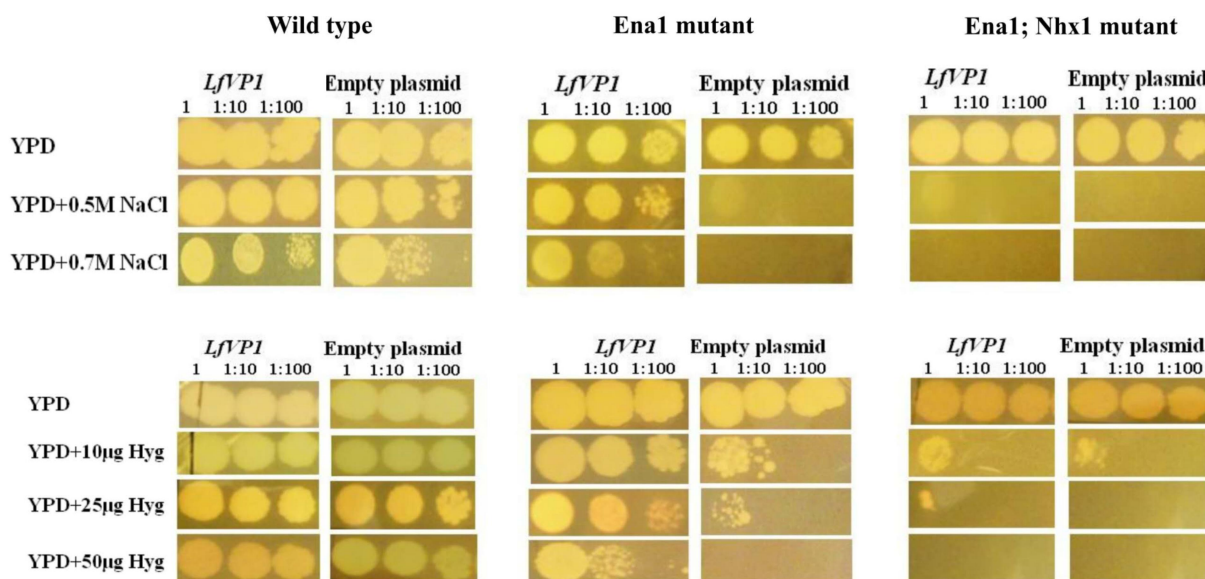 Wild type Ena1 mutant Ena1; Nhx1 mutant
LfVP1 Empty plasmid LfVP1 Empty plasmid LfVP1 Empty plasmid
1 1:10 1:100 1 1:10 1:100 1 1:10 1:100 1 1:10 1:100 1 1:10 1:100 1 1:10 1:100
YPD
YPD+0.5M NaCl
YPD+0.7M NaCl
LfVP1 Empty plasmid LfVP1 Empty plasmid LfVP1 Empty plasmid
1 1:10 1:100 1 1:10 1:100 1 1:10 1:100 1 1:10 1:100 1 1:10 1:100 1 1:10 1:100
YPD
YPD+10µg Hyg
YPD+25µg Hyg
YPD+50µg Hyg